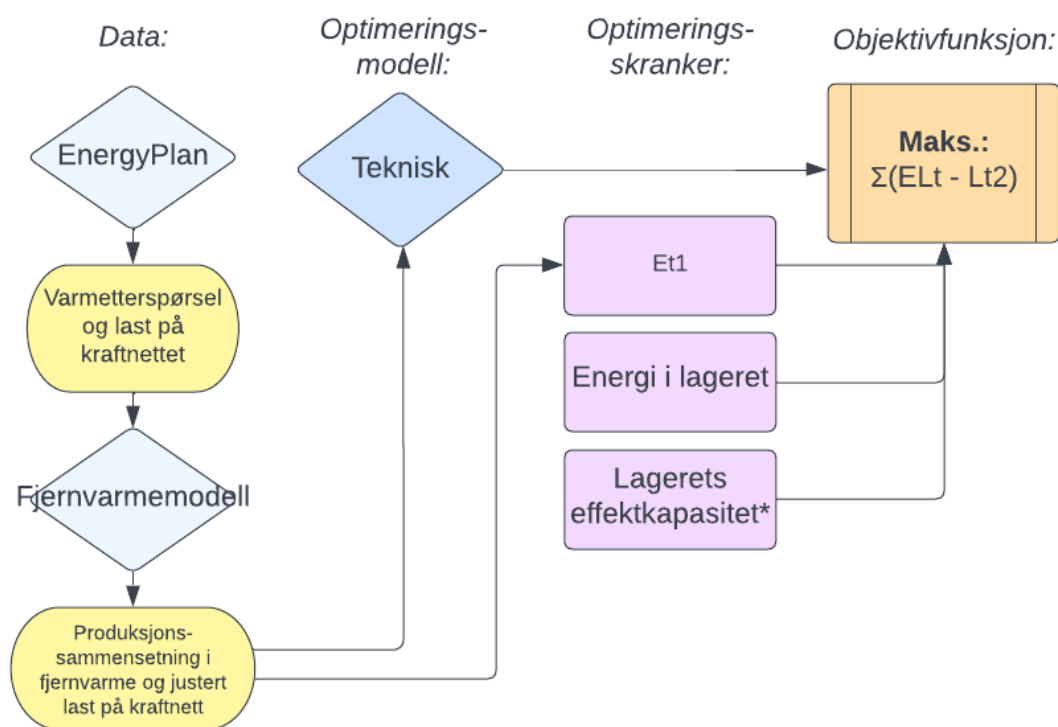 Data:
Optimerings-
modell:
Optimerings-
skranker:
Objektivfunksjon:
EnergyPlan
Teknisk
Maks.:
Σ(ELt - Lt2)
Varmetterspørsel
og last på
kraftnettet
Et1
Energi i lageret
Lagerets
effektkapasitet*
Fjernvarmemodell
Produksjons-
sammensetning i
fjernvarme og justert
last på kraftnett